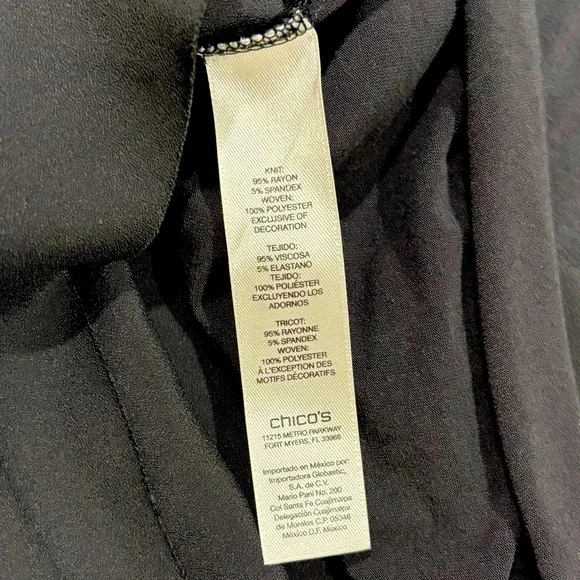 KNIT:
95% RAYON
5% SPANDEX
WOVEN:
100% POLYESTER
EXCLUSIVE OF
DECORATION
TEJIDO:
95% VISCOSA
5% ELASTANO
TEJIDO:
100% POLIÉSTER
EXCLUYENDO LOS
ADORNOS
TRICOT:
95% RAYONNE
5% SPANDEX
WOVEN:
100% POLYESTER
À L'EXCEPTION DES
MOTIFS DÉCORATIFS
chico's
11215 METRO PARKWAY
FORT MYERS, FL 33966
Importado en México por:
Importadora Globastic,
S.A. de C.V.
Mario Pani No. 200
Col Santa Fe Cuajimalpa
Delegación Cuajimalpa
de Morelos C.P. 05348
México D.F. Mexico